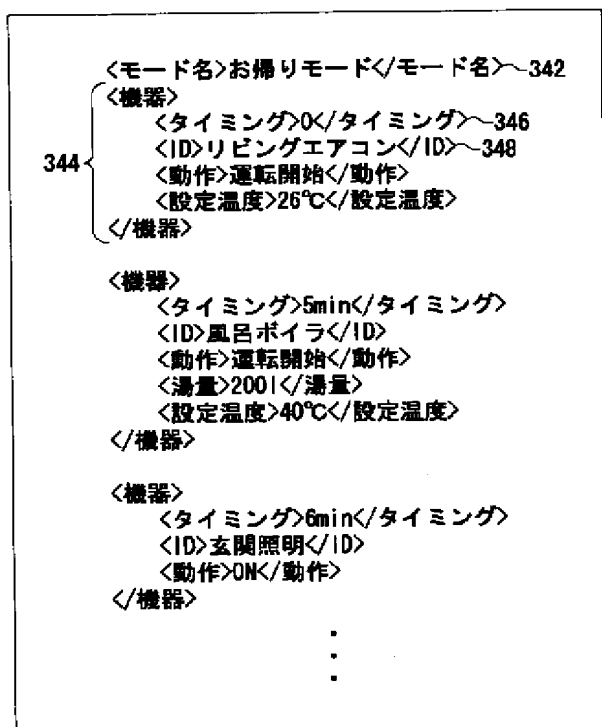 <モード名>お帰りモード</モード名>～342
<機器>
<タイミング>0</タイミング>～346
344
<ID>リビングエアコン</ID>～348
<動作>運転開始</動作>
<設定温度>26℃</設定温度>
</機器>
<機器>
<タイミング>5min</タイミング>
<ID>風呂ボイラ</ID>
<動作>運転開始</動作>
<湯量>200l</湯量>
<設定温度>40℃</設定温度>
</機器>
<機器>
<タイミング>6min</タイミング>
<ID>玄関照明</ID>
<動作>ON</動作>
</機器>